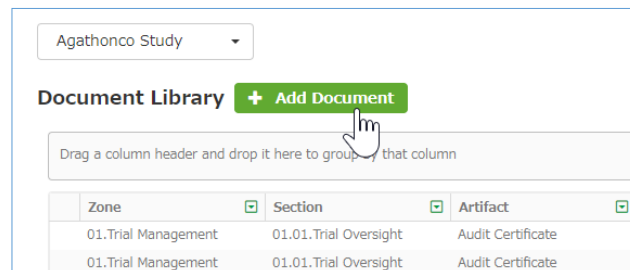 Agathonco Study
Document Library + Add Document
Drag a column header and drop it here to group by that column
Zone Section Artifact
01.Trial Management 01.01.Trial Oversight Audit Certificate
01.Trial Management 01.01.Trial Oversight Audit Certificate